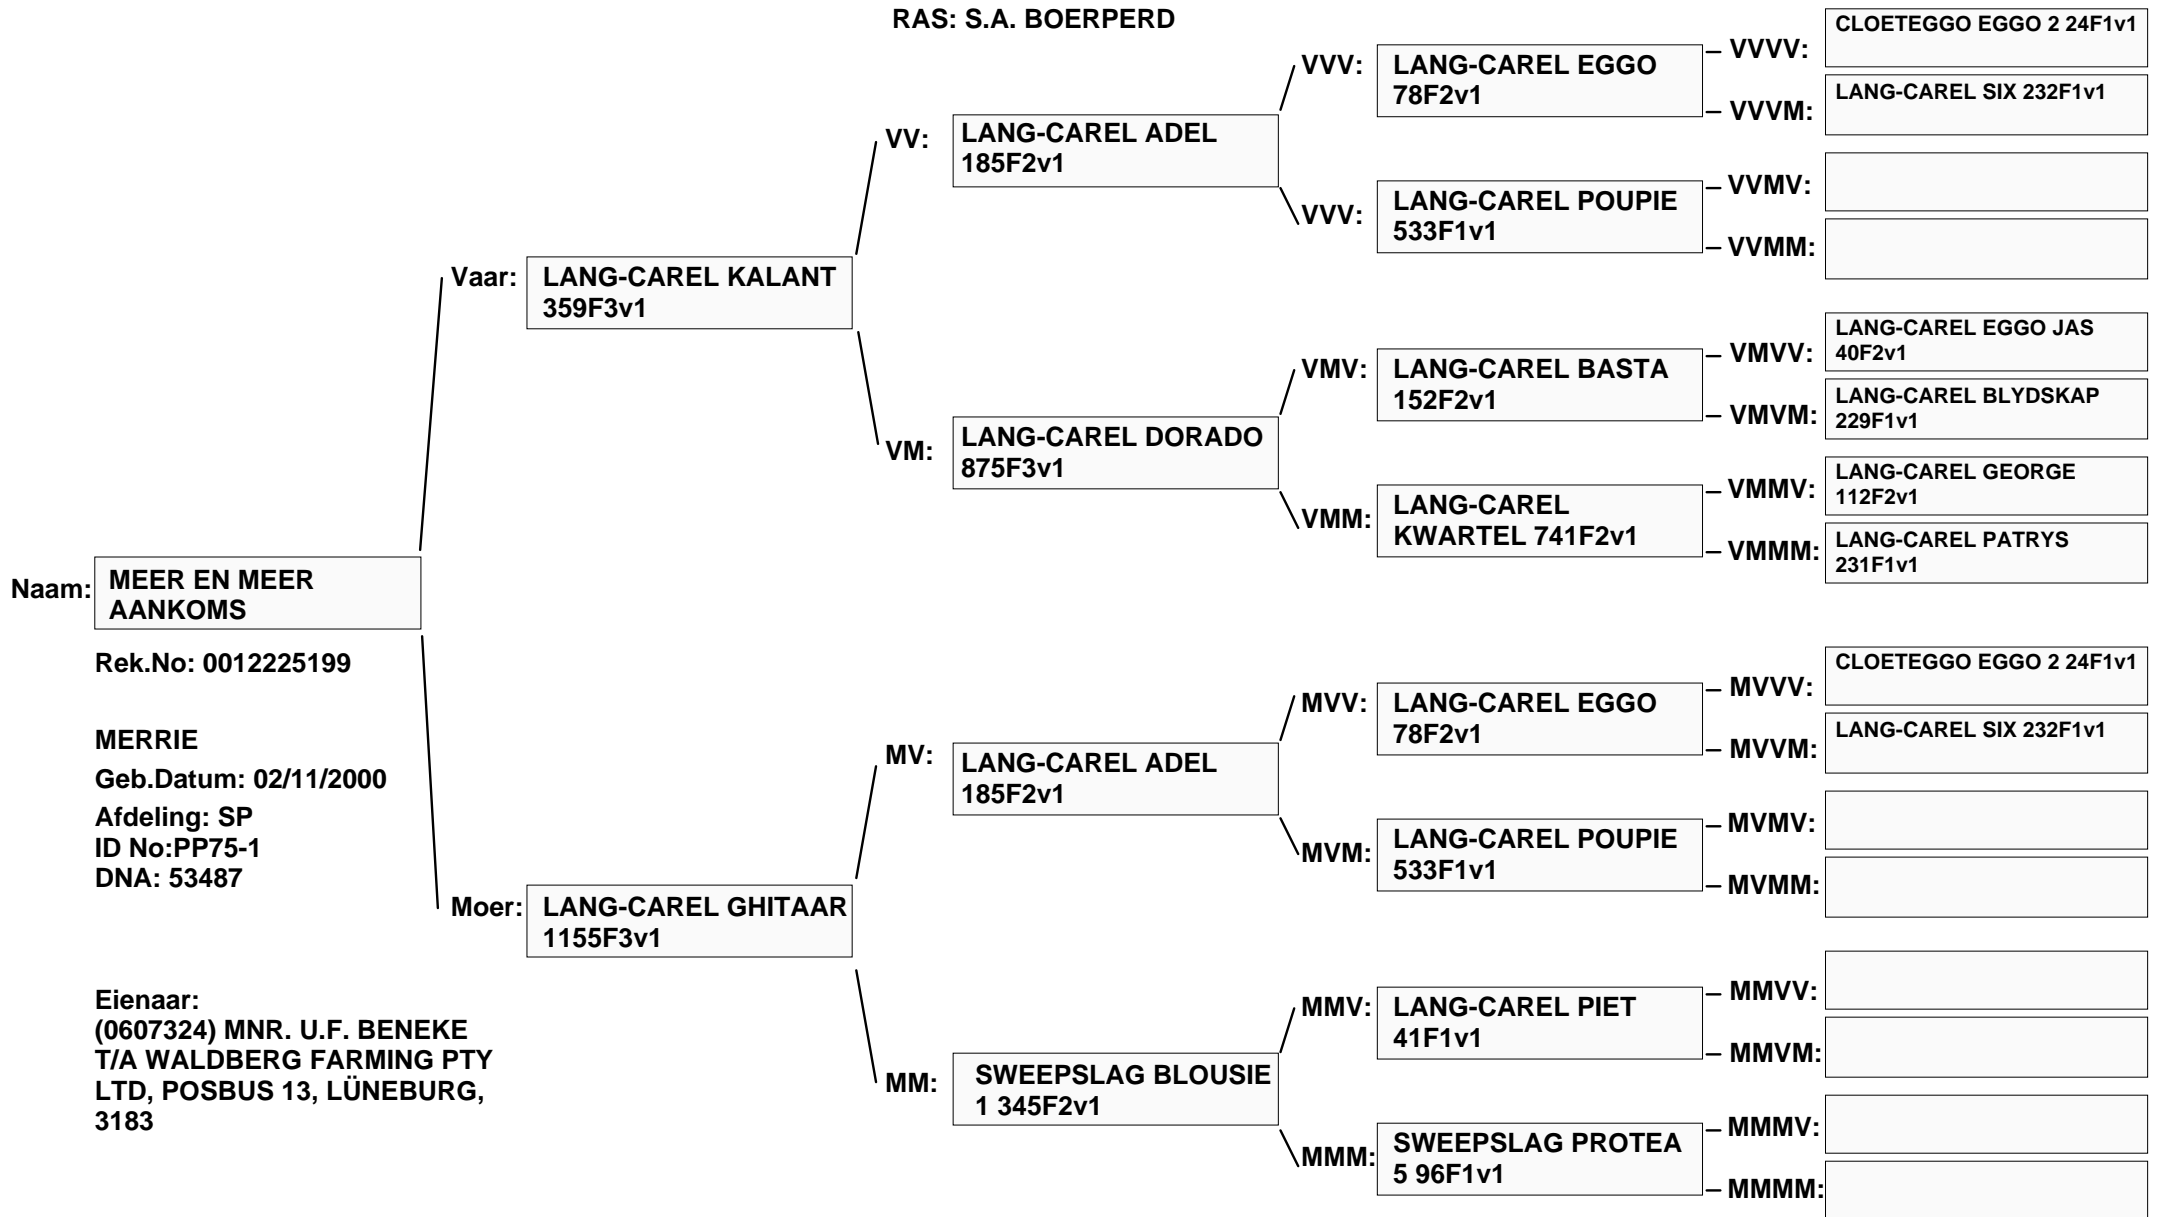 RAS: S.A. BOERPERD
Naam:
MEER EN MEER
AANKOMS
Rek.No: 0012225199
MERRIE
Geb.Datum: 02/11/2000
Afdeling: SP
ID No:PP75-1
DNA: 53487
Eienaar:
(0607324) MNR. U.F. BENEKE
T/A WALDBERG FARMING PTY
LTD, POSBUS 13, LÜNEBURG,
3183
Vaar:
LANG-CAREL KALANT
359F3v1
Moer:
LANG-CAREL GHITAAR
1155F3v1
VV:
LANG-CAREL ADEL
185F2v1
VM:
LANG-CAREL DORADO
875F3v1
MV:
LANG-CAREL ADEL
185F2v1
MM:
SWEEPSLAG BLOUSIE
1 345F2v1
VVV:
LANG-CAREL EGGO
78F2v1
VVV:
LANG-CAREL POUPIE
533F1v1
VMV:
LANG-CAREL BASTA
152F2v1
VMM:
LANG-CAREL
KWARTEL 741F2v1
MVV:
LANG-CAREL EGGO
78F2v1
MVM:
LANG-CAREL POUPIE
533F1v1
MMV:
LANG-CAREL PIET
41F1v1
MMM:
SWEEPSLAG PROTEA
5 96F1v1
VVVV:
CLOETEGGO EGGO 2 24F1v1
VVVM:
LANG-CAREL SIX 232F1v1
VVMV:
VVMM:
VMVV:
LANG-CAREL EGGO JAS
40F2v1
VMVM:
LANG-CAREL BLYDSKAP
229F1v1
VMMV:
LANG-CAREL GEORGE
112F2v1
VMMM:
LANG-CAREL PATRYS
231F1v1
MVVV:
CLOETEGGO EGGO 2 24F1v1
MVVM:
LANG-CAREL SIX 232F1v1
MVMV:
MVMM:
MMVV:
MMVM:
MMMV:
MMMM: